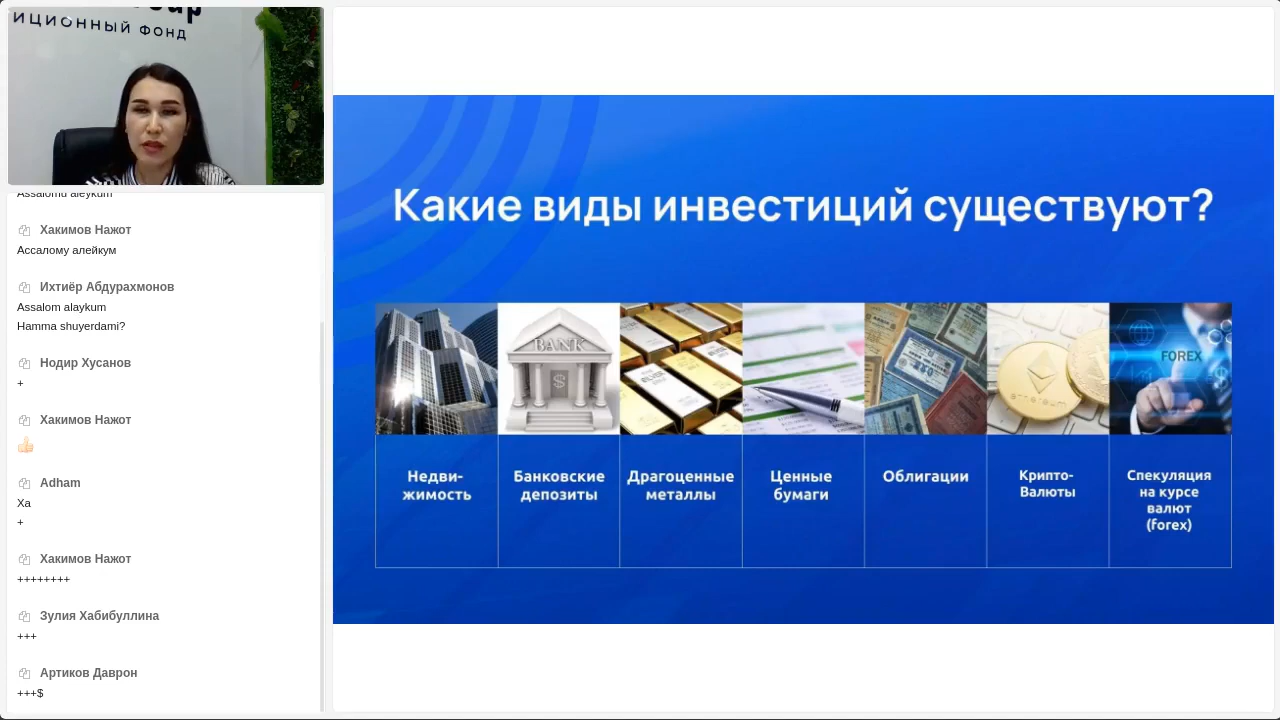 ИЦИОННЫЙ ФОНД
Assalomu aleykum
Хакимов Нажот
Ассалому алейкум
Ихтиёр Абдурахмонов
Assalom alaykum
Hamma shuyerdami?
Нодир Хусанов
+
Хакимов Нажот
Adham
Xa
+
Хакимов Нажот
++++++++
Зулия Хабибуллина
+++
Артиков Даврон
+++$
Какие виды инвестиций существуют?
BANK
$
FOREX
Недви-
жимость
Банковские
депозиты
Драгоценные
металлы
Ценные
бумаги
Облигации
Крипто-
Валюты
Спекуляция
на курсе
валют
(forex)